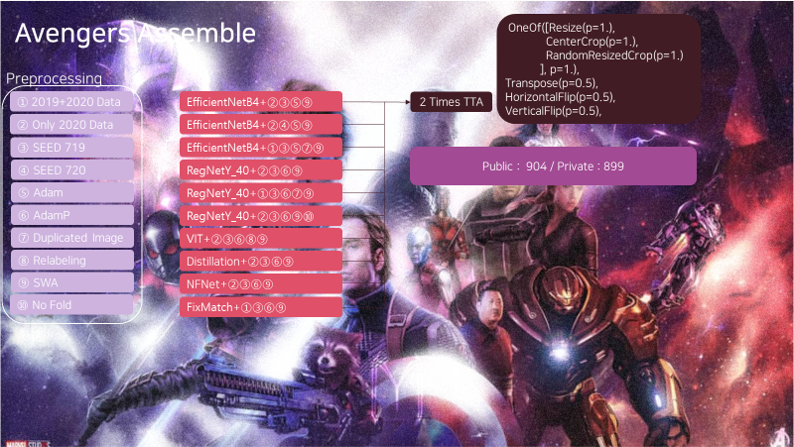 Avengers Assemble
Preprocessing
① 2019+2020 Data
② Only 2020 Data
③ SEED 719
④ SEED 720
⑤ Adam
⑥ AdamP
⑦ Duplicated Image
⑧ Relabeling
⑨ SWA
⑩ No Fold
EfficientNetB4+②③⑤⑨
EfficientNetB4+②④⑤⑨
EfficientNetB4+①③⑤⑦⑨
RegNetY_40+②③⑥⑨
RegNetY_40+①③⑥⑦⑨
RegNetY_40+②③⑥⑨⑩
VIT+②③⑥⑧⑨
Distillation+②③⑥⑨
NFNet+②③⑥⑨
FixMatch+①③⑥⑨
2 Times TTA
OneOf([Resize(p=1.),
CenterCrop(p=1.),
RandomResizedCrop(p=1.)
], p=1.),
Transpose(p=0.5),
HorizontalFlip(p=0.5),
VerticalFlip(p=0.5),
Public : 904 / Private : 899
MARVEL STUDIOS